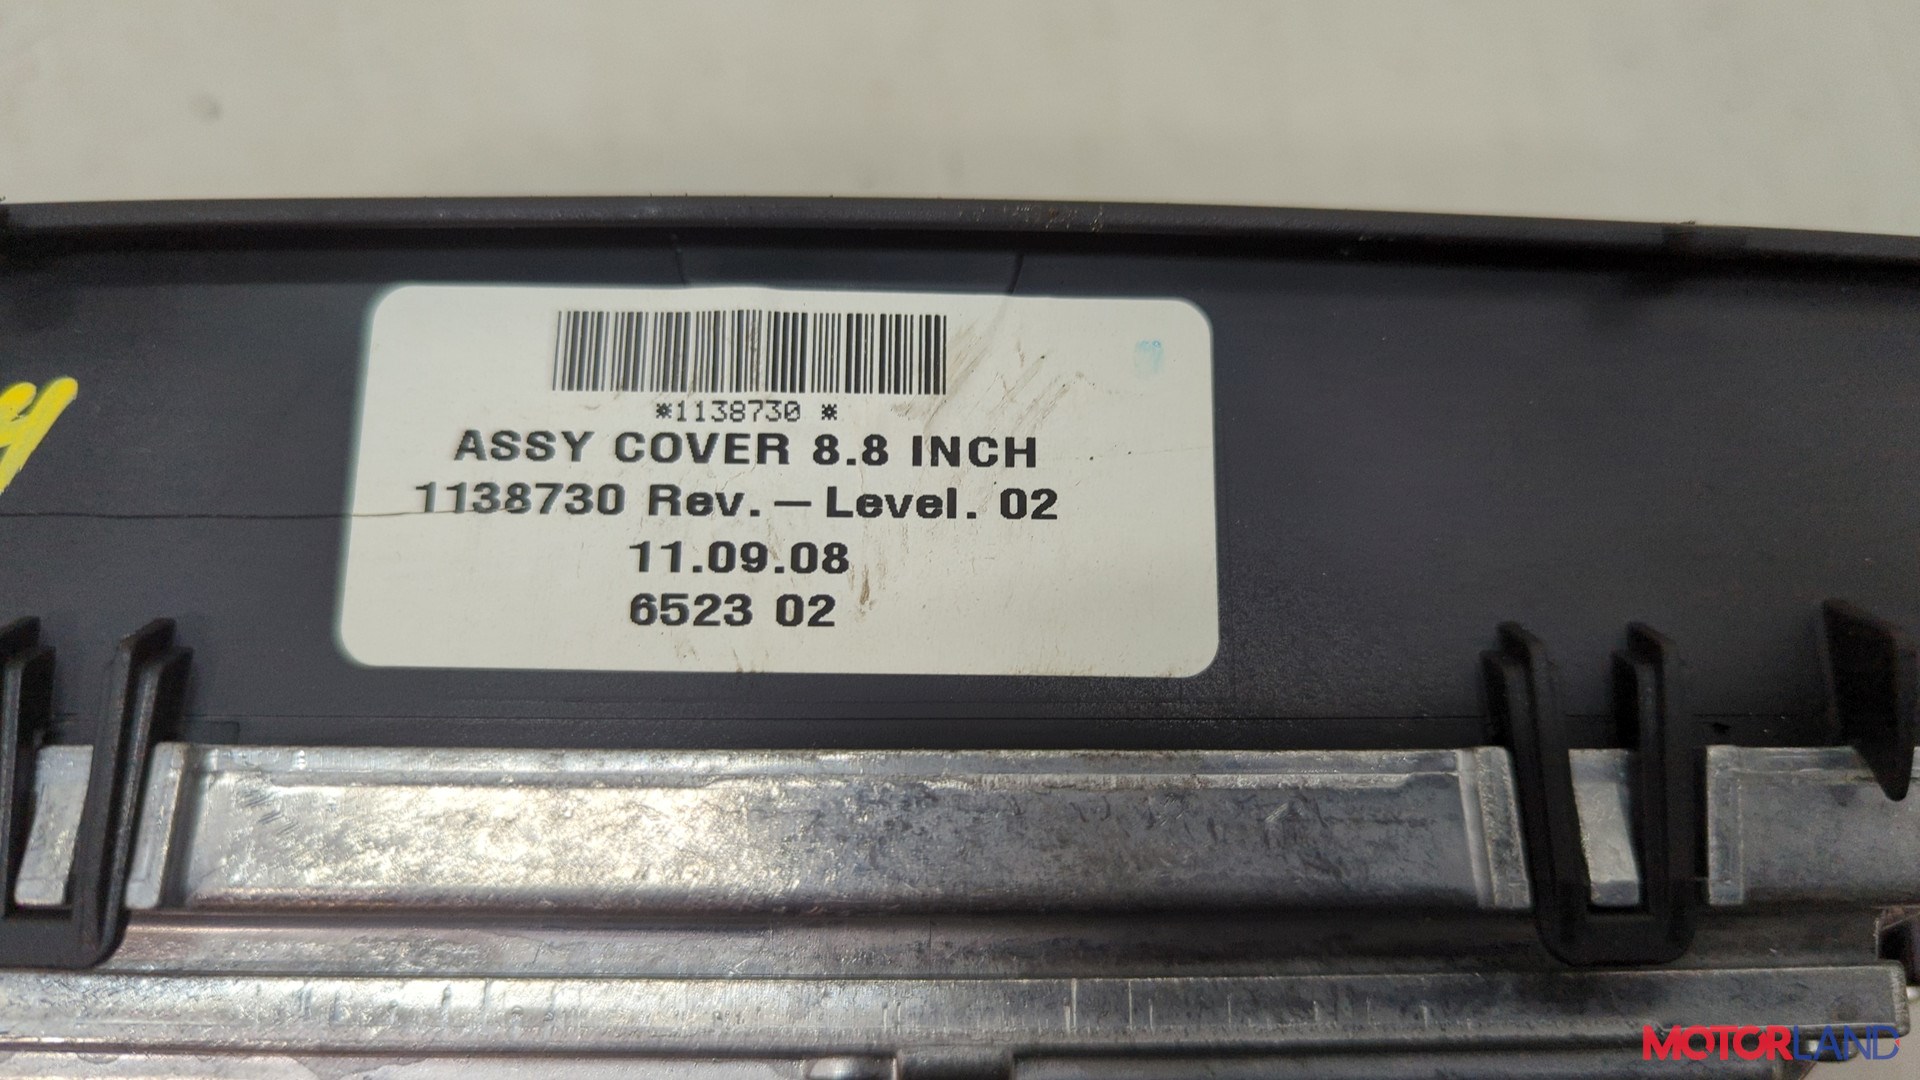 *1138730 *
ASSY COVER 8.8 INCH
1138730 Rev. – Level. 02
11.09.08
6523 02
MOTORLAND